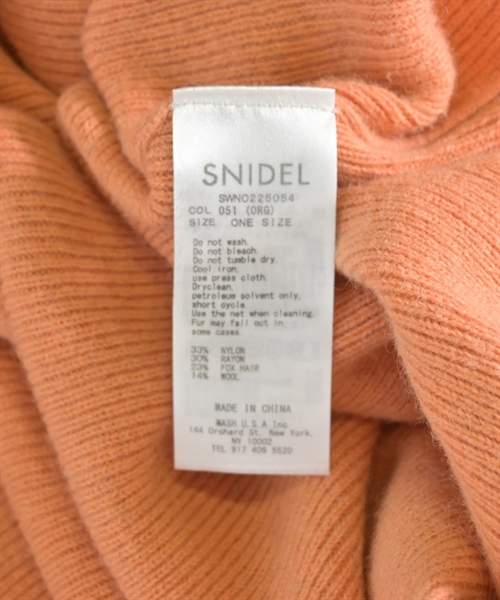 SNIDEL
SWNO225054
COL 051 (ORG)
SIZE ONE SIZE
Do not wash.
Do not bleach.
Do not tumble dry.
Cool iron.
use press cloth.
Dryclean.
petroleum solvent only.
short cycle.
Use the net when cleaning.
Fur may fall out in
some cases.
33% NYLON
30% RAYON
23% FOX HAIR
14% WOOL
MADE IN CHINA
MASH U.S.A Inc
144 Orchard St. New York.
NY 10002
TEL 917 409 5520